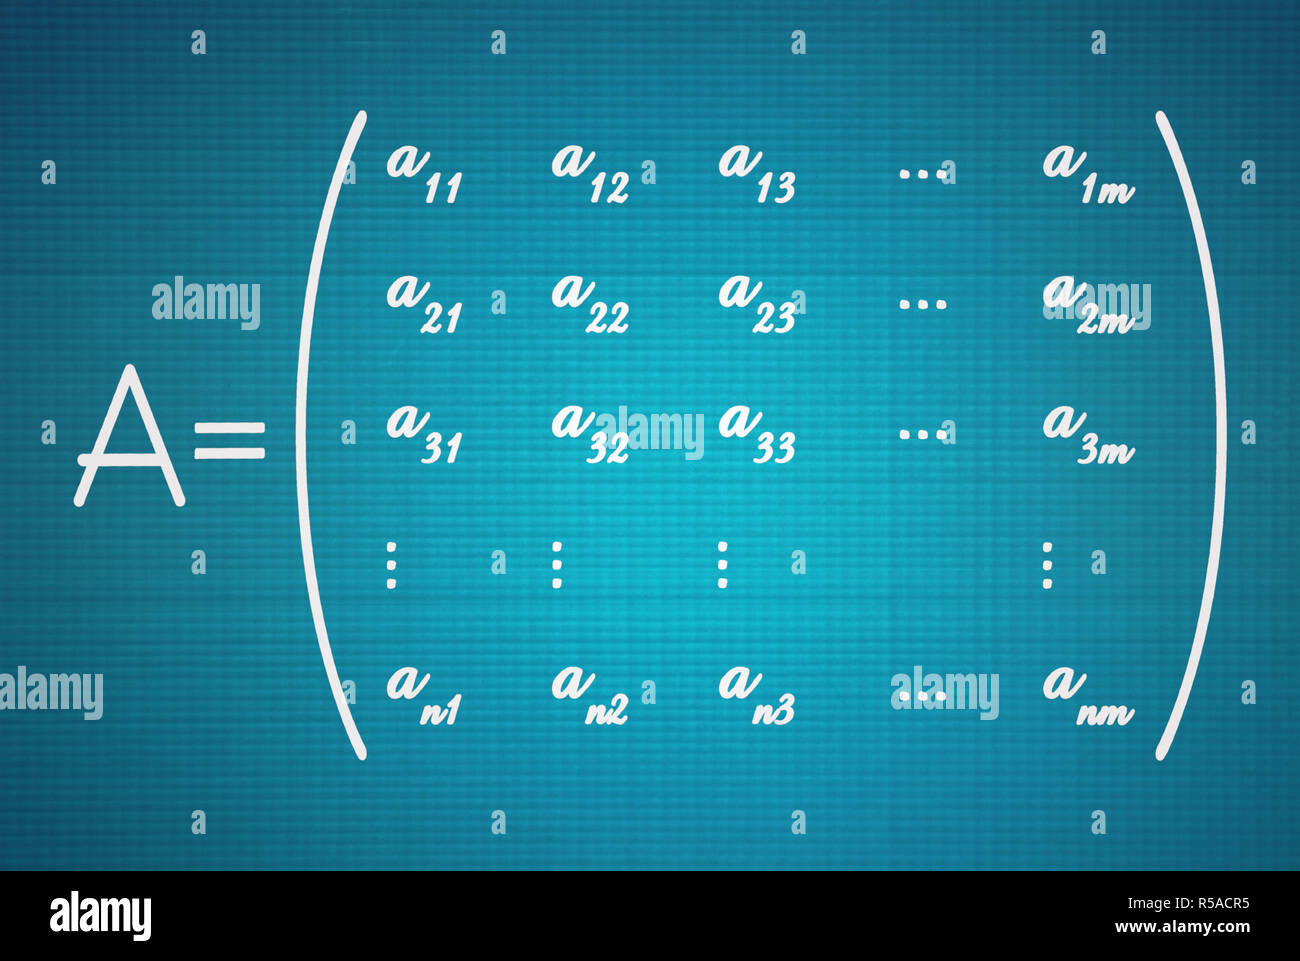 a₁₁ a₁₂ a₁₃ ... a₁ₘ
a₂₁ a₂₂ a₂₃ ... a₂ₘ
A= a₃₁ a₃₂ a₃₃ ... a₃ₘ
⋮ ⋮ ⋮ ⋮
aₙ₁ aₙ₂ aₙ₃ ... aₙₘ
alamy
alamy
alamy
alamy
alamy
alamy
Image ID: R5ACR5
www.alamy.com